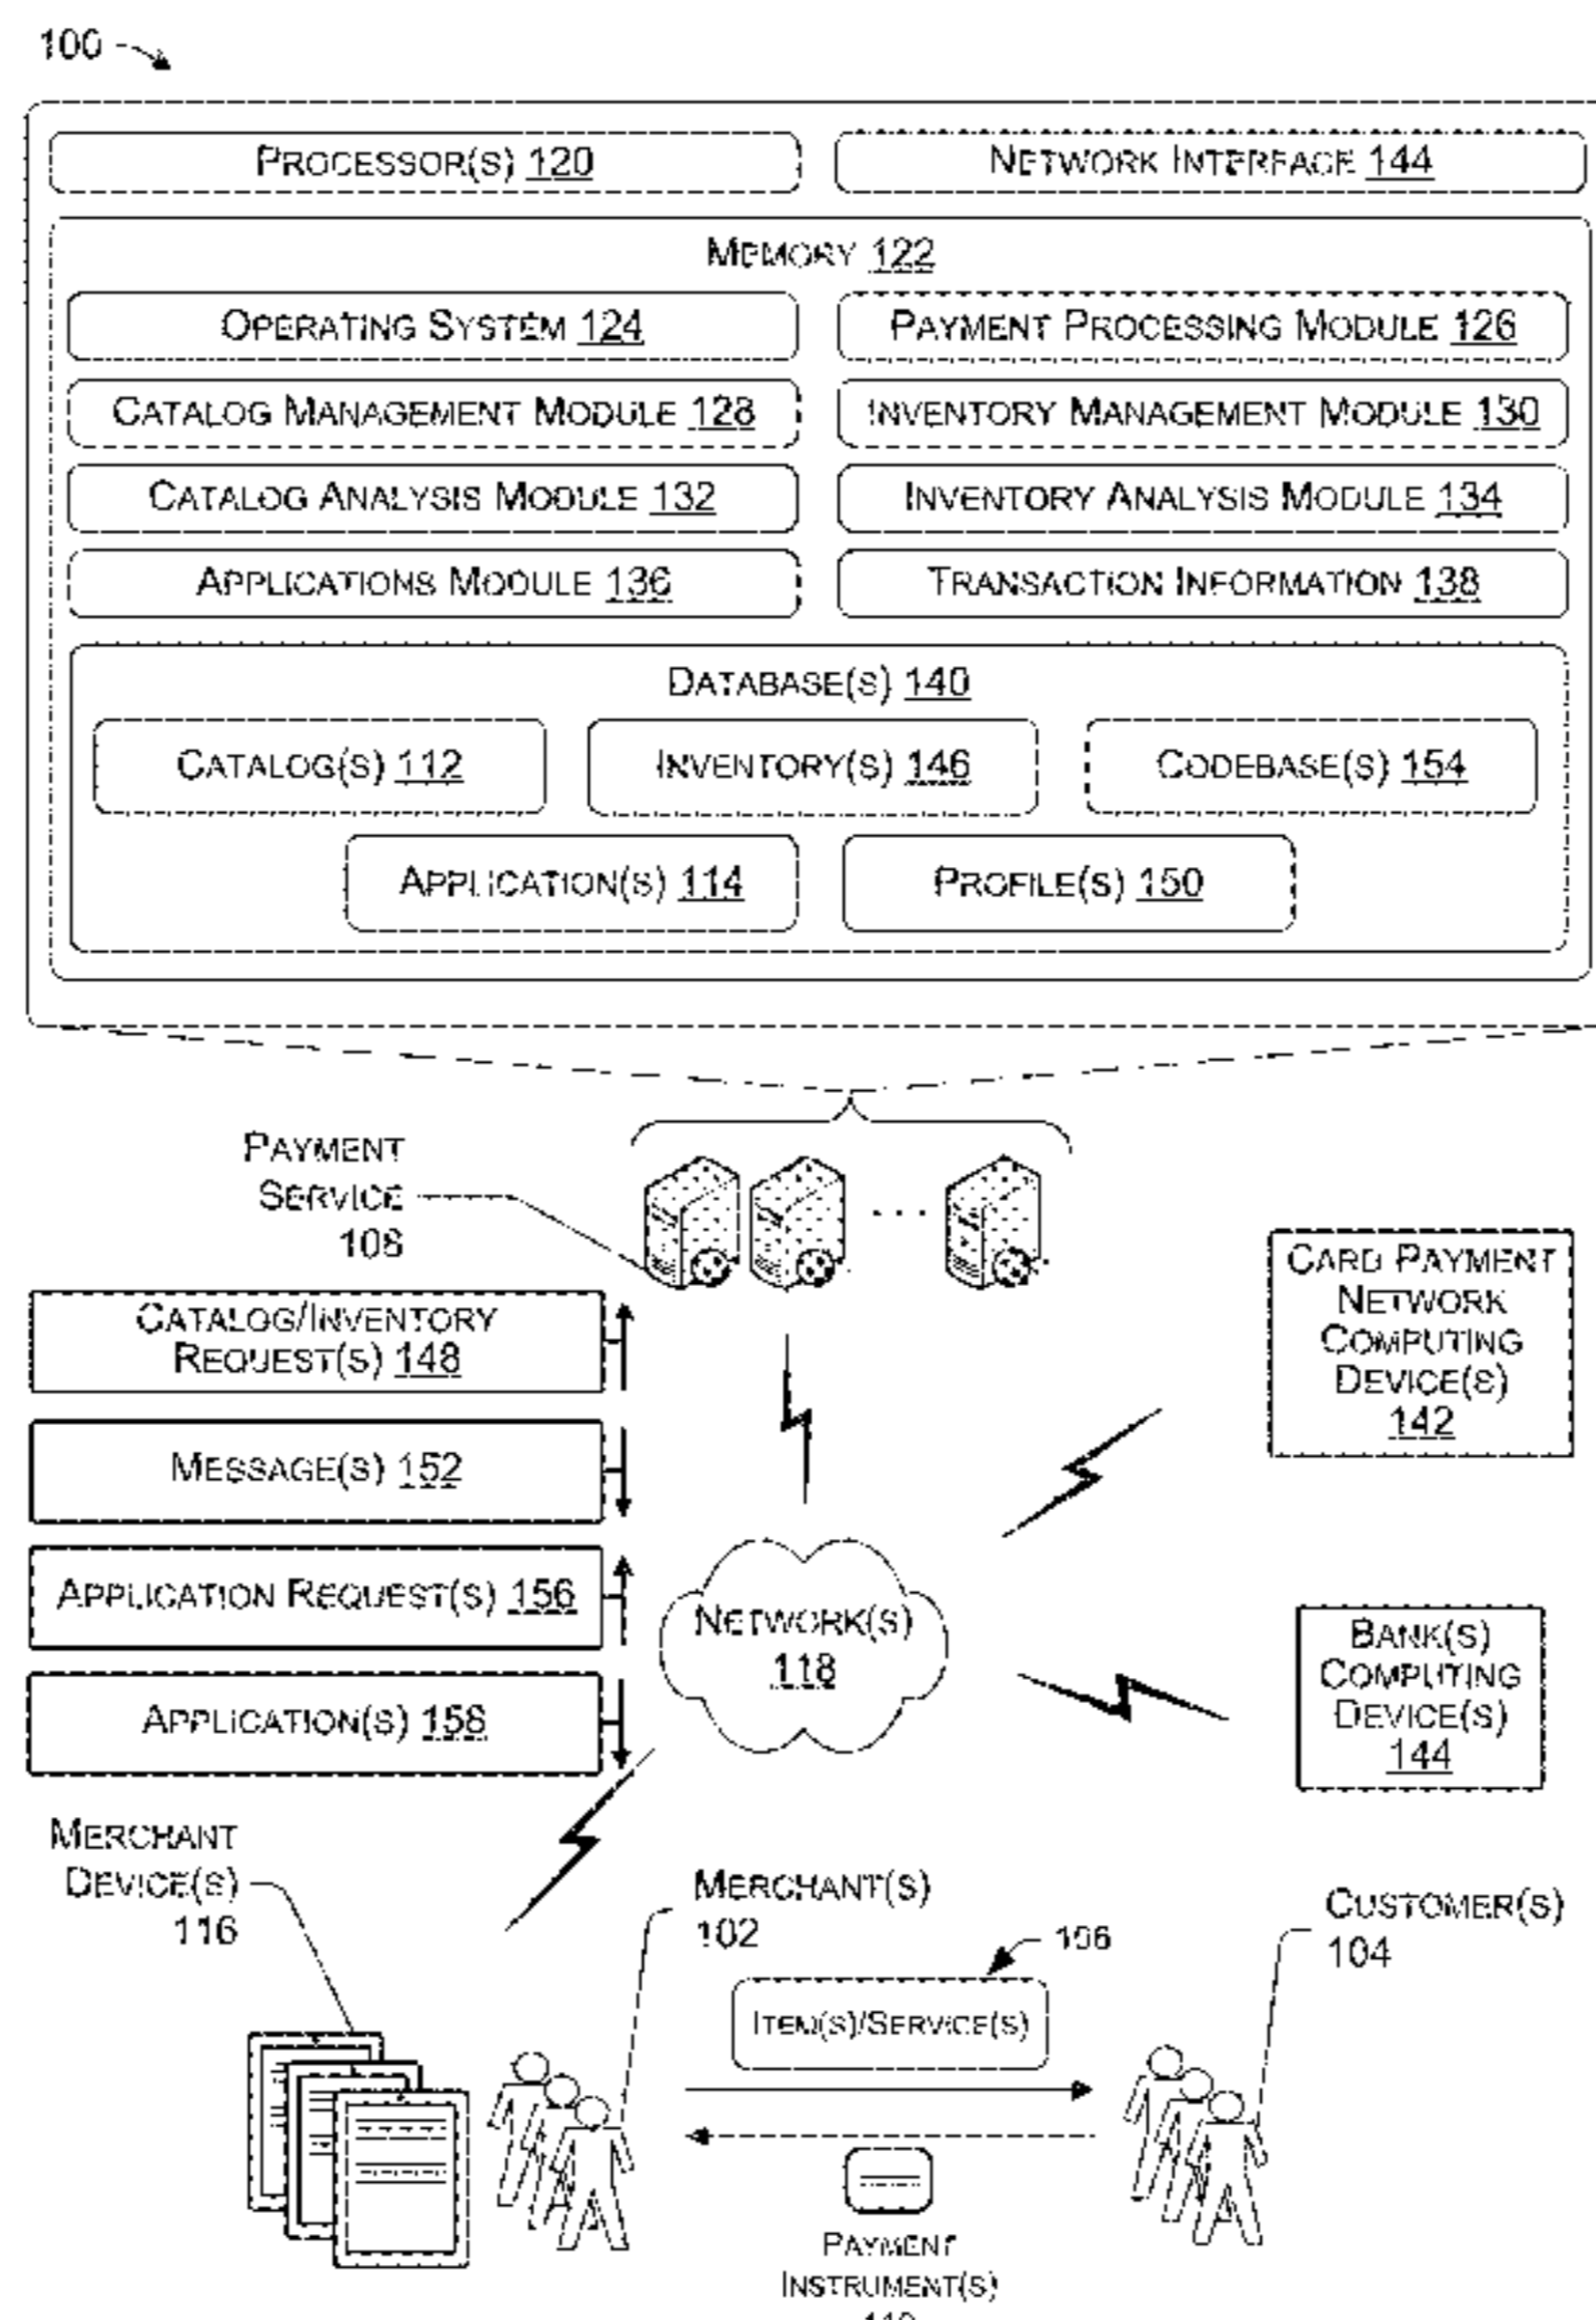 100
PROCESSOR(S) 120
NETWORK INTERFACE 144
MEMORY 122
OPERATING SYSTEM 124
PAYMENT PROCESSING MODULE 126
CATALOG MANAGEMENT MODULE 128
INVENTORY MANAGEMENT MODULE 130
CATALOG ANALYSIS MODULE 132
INVENTORY ANALYSIS MODULE 134
APPLICATIONS MODULE 136
TRANSACTION INFORMATION 138
DATABASE(S) 140
CATALOG(S) 112
INVENTORY(S) 146
CODEBASE(S) 154
APPLICATION(S) 114
PROFILE(S) 150
PAYMENT
SERVICE
108
CATALOG/INVENTORY
REQUEST(S) 148
MESSAGE(S) 152
APPLICATION REQUEST(S) 156
APPLICATION(S) 158
CARD PAYMENT
NETWORK
COMPUTING
DEVICE(S)
142
NETWORK(S)
118
BANK(S)
COMPUTING
DEVICE(S)
144
MERCHANT
DEVICE(S)
116
MERCHANT(S)
102
106
ITEM(S)/SERVICE(S)
CUSTOMER(S)
104
PAYMENT
INSTRUMENT(S)